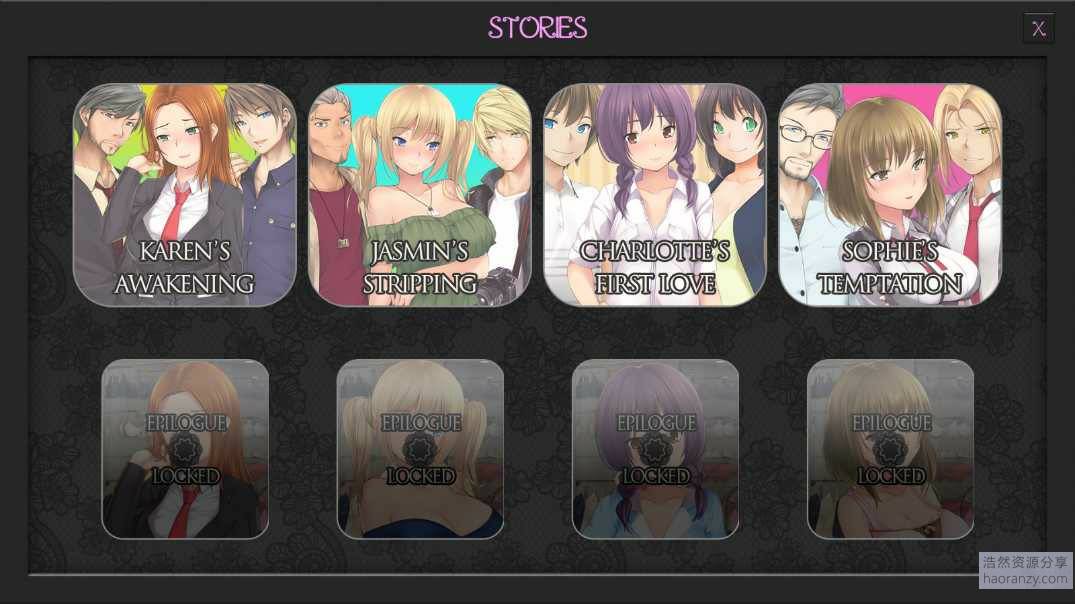 STORIES
X
KAREN'S
AWAKENING
JASMIN'S
STRIPPING
CHARLOTTE'S
FIRST LOVE
SOPHIE'S
TEMPTATION
EPILOGUE
LOCKED
EPILOGUE
LOCKED
EPILOGUE
LOCKED
EPILOGUE
LOCKED
浩然资源分享
haoranzy.com